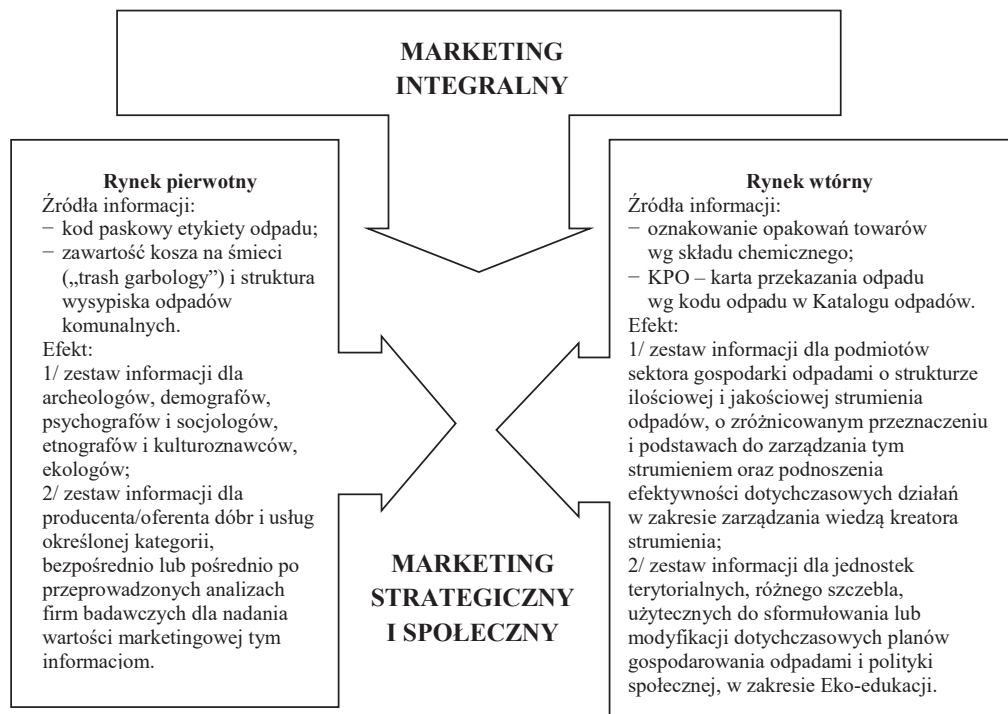 MARKETING
INTEGRALNY
Rynek pierwotny
Źródła informacji:
− kod paskowy etykiety odpadu;
− zawartość kosza na śmieci
(„trash garbology”) i struktura
wysypiska odpadów
komunalnych.
Efekt:
1/ zestaw informacji dla
archeologów, demografów,
psychografów i socjologów,
etnografów i kulturoznawców,
ekologów;
2/ zestaw informacji dla
producenta/oferenta dóbr i usług
określonej kategorii,
bezpośrednio lub pośrednio po
przeprowadzonych analizach
firm badawczych dla nadania
wartości marketingowej tym
informacjom.
MARKETING
STRATEGICZNY
I SPOŁECZNY
Rynek wtórny
Źródła informacji:
− oznakowanie opakowań towarów
wg składu chemicznego;
− KPO – karta przekazania odpadu
wg kodu odpadu w Katalogu odpadów.
Efekt:
1/ zestaw informacji dla podmiotów
sektora gospodarki odpadami o strukturze
ilościowej i jakościowej strumienia
odpadów, o zróżnicowanym przeznaczeniu
i podstawach do zarządzania tym
strumieniem oraz podnoszenia
efektywności dotychczasowych działań
w zakresie zarządzania wiedzą kreatora
strumienia;
2/ zestaw informacji dla jednostek
terytorialnych, różnego szczebla,
użytecznych do sformułowania lub
modyfikacji dotychczasowych planów
gospodarowania odpadami i polityki
społecznej, w zakresie Eko-edukacji.